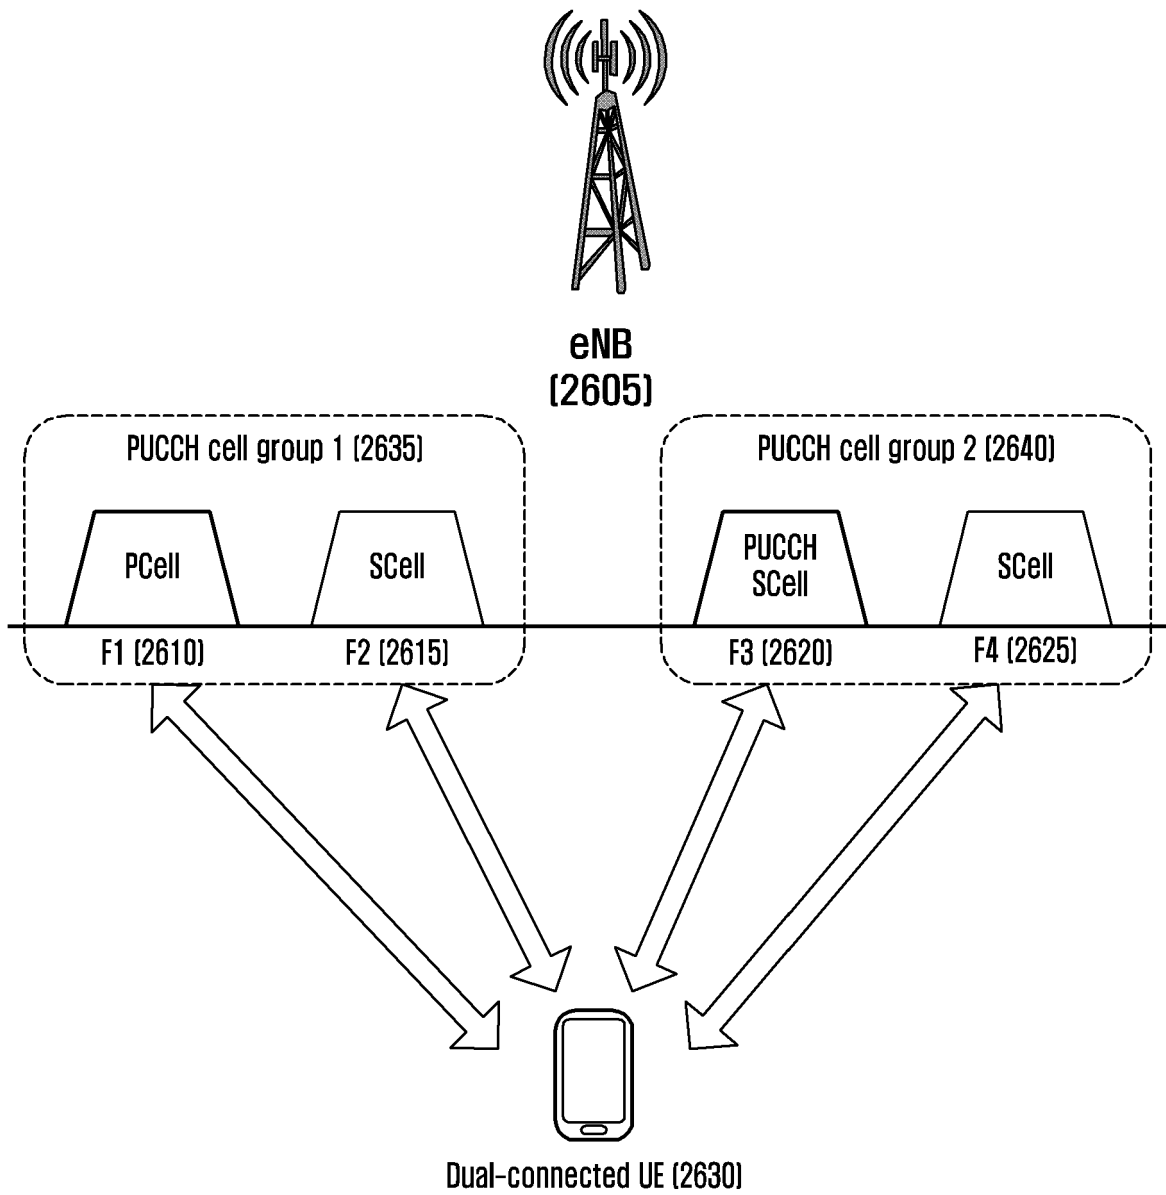 eNB
(2605)
PUCCH cell group 1 (2635)
PUCCH cell group 2 (2640)
PCell
SCell
PUCCH
SCell
SCell
F1 (2610)
F2 (2615)
F3 (2620)
F4 (2625)
Dual-connected UE (2630)